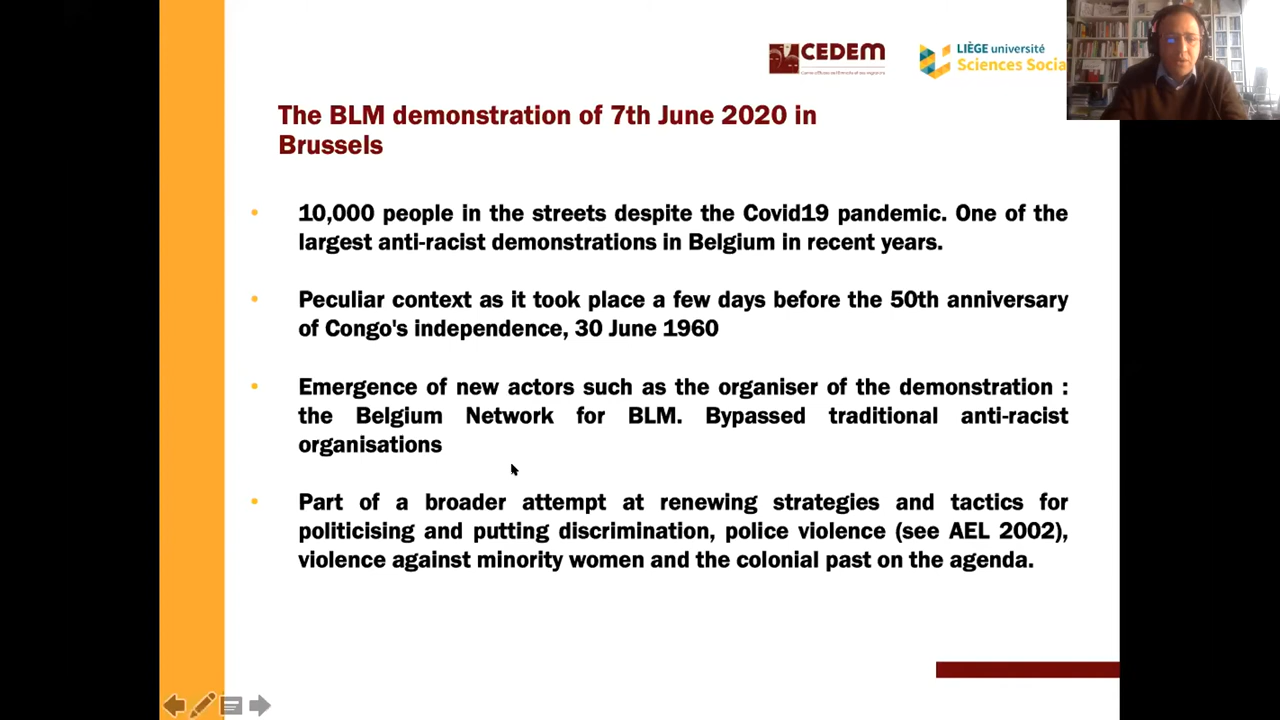 CEDEM
LIÈGE université
Sciences Socia
The BLM demonstration of 7th June 2020 in
Brussels
10,000 people in the streets despite the Covid19 pandemic. One of the
largest anti-racist demonstrations in Belgium in recent years.
Peculiar context as it took place a few days before the 50th anniversary
of Congo's independence, 30 June 1960
Emergence of new actors such as the organiser of the demonstration :
the Belgium Network for BLM. Bypassed traditional anti-racist
organisations
Part of a broader attempt at renewing strategies and tactics for
politicising and putting discrimination, police violence (see AEL 2002),
violence against minority women and the colonial past on the agenda.